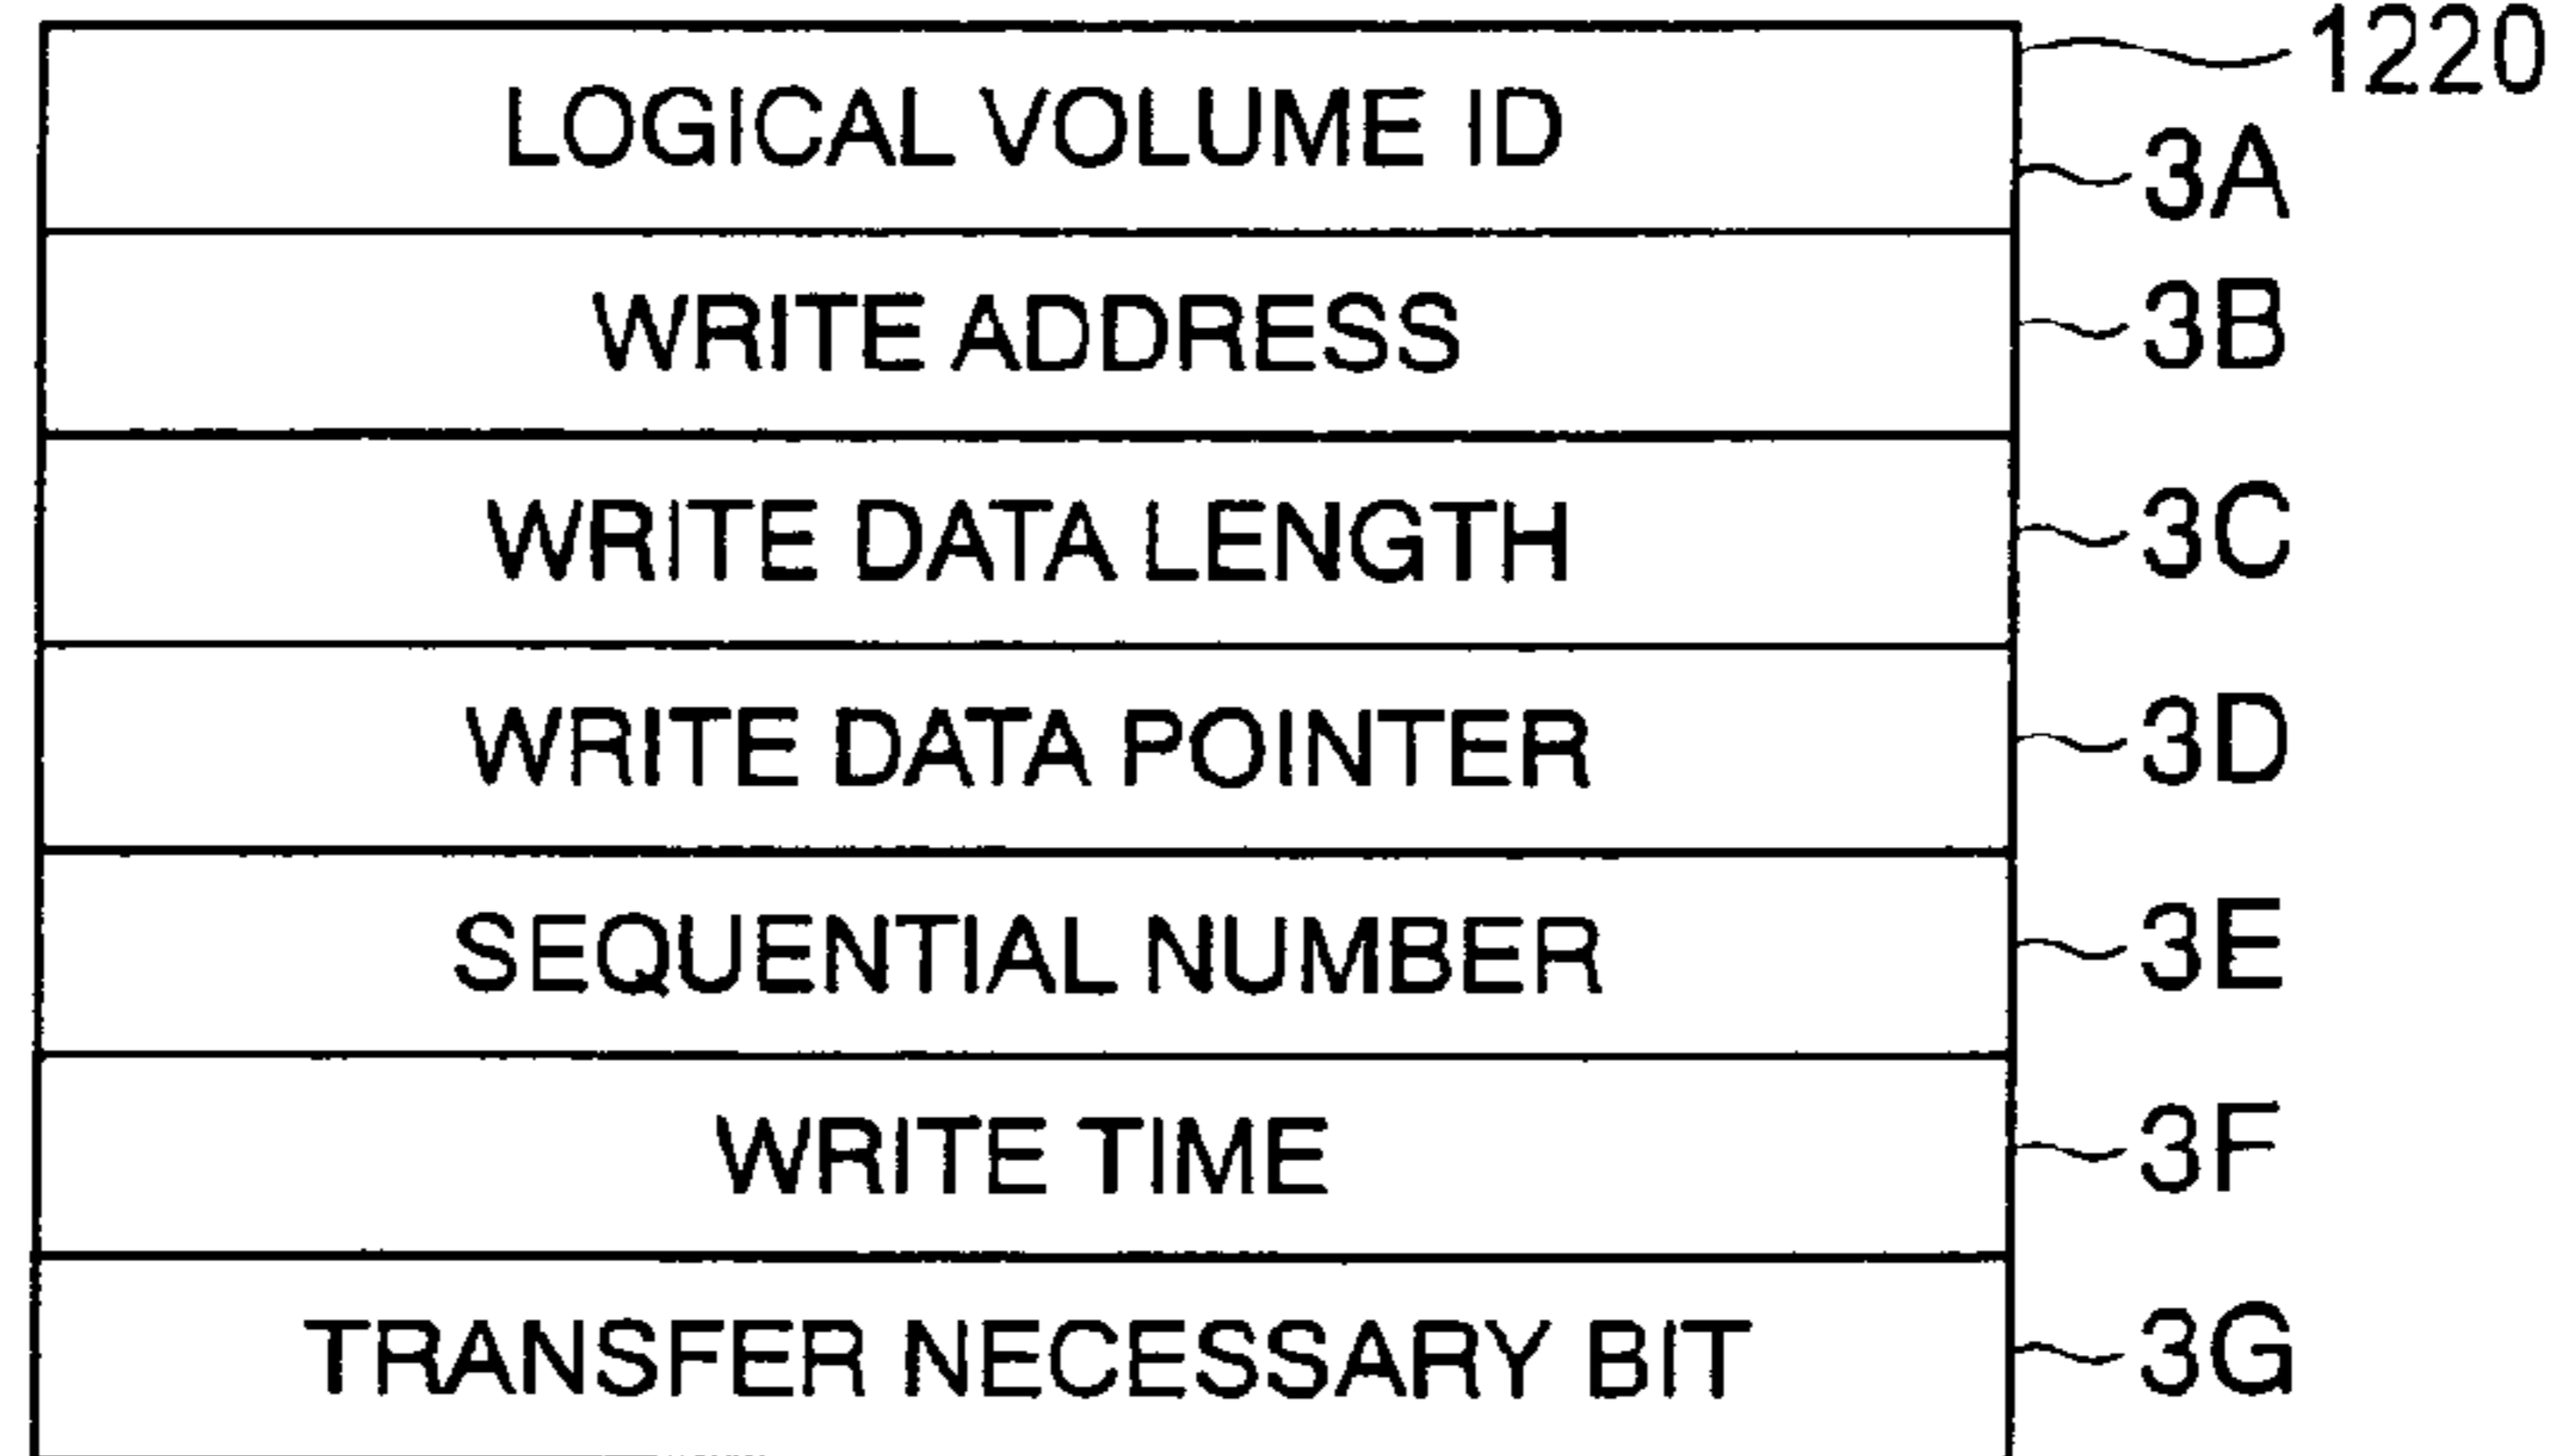 1220
LOGICAL VOLUME ID 3A
WRITE ADDRESS 3B
WRITE DATA LENGTH 3C
WRITE DATA POINTER 3D
SEQUENTIAL NUMBER 3E
WRITE TIME 3F
TRANSFER NECESSARY BIT 3G